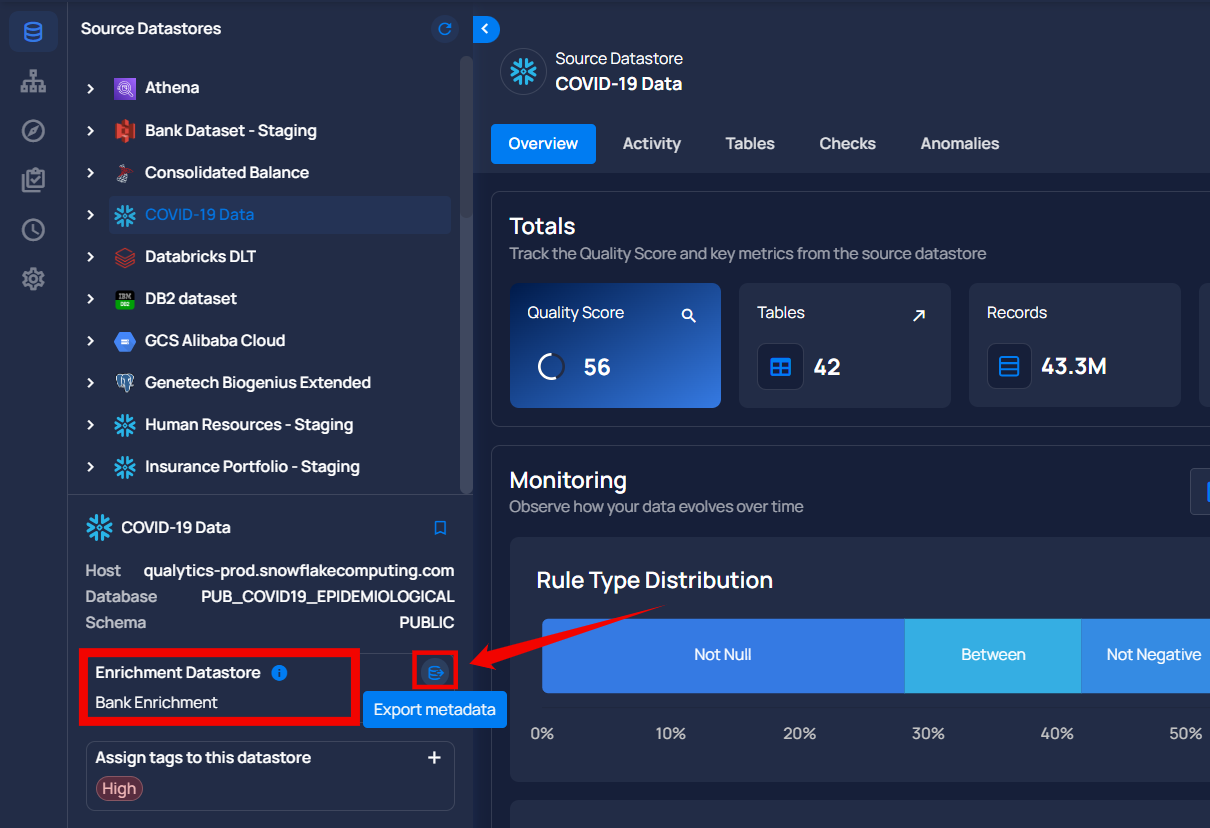 Source Datastores
Athena
Bank Dataset - Staging
Consolidated Balance
COVID-19 Data
Databricks DLT
IBM
DB2
DB2 dataset
GCS Alibaba Cloud
Genetech Biogenius Extended
Human Resources - Staging
Insurance Portfolio - Staging
COVID-19 Data
Host qualytics-prod.snowflakecomputing.com
Database PUB_COVID19_EPIDEMIOLOGICAL
Schema PUBLIC
Enrichment Datastore
Bank Enrichment
Export metadata
Assign tags to this datastore +
High
Source Datastore
COVID-19 Data
Overview Activity Tables Checks Anomalies
Totals
Track the Quality Score and key metrics from the source datastore
Quality Score Tables Records
56 42 43.3M
Monitoring
Observe how your data evolves over time
Rule Type Distribution
Not Null Between Not Negative
0% 10% 20% 30% 40% 50%